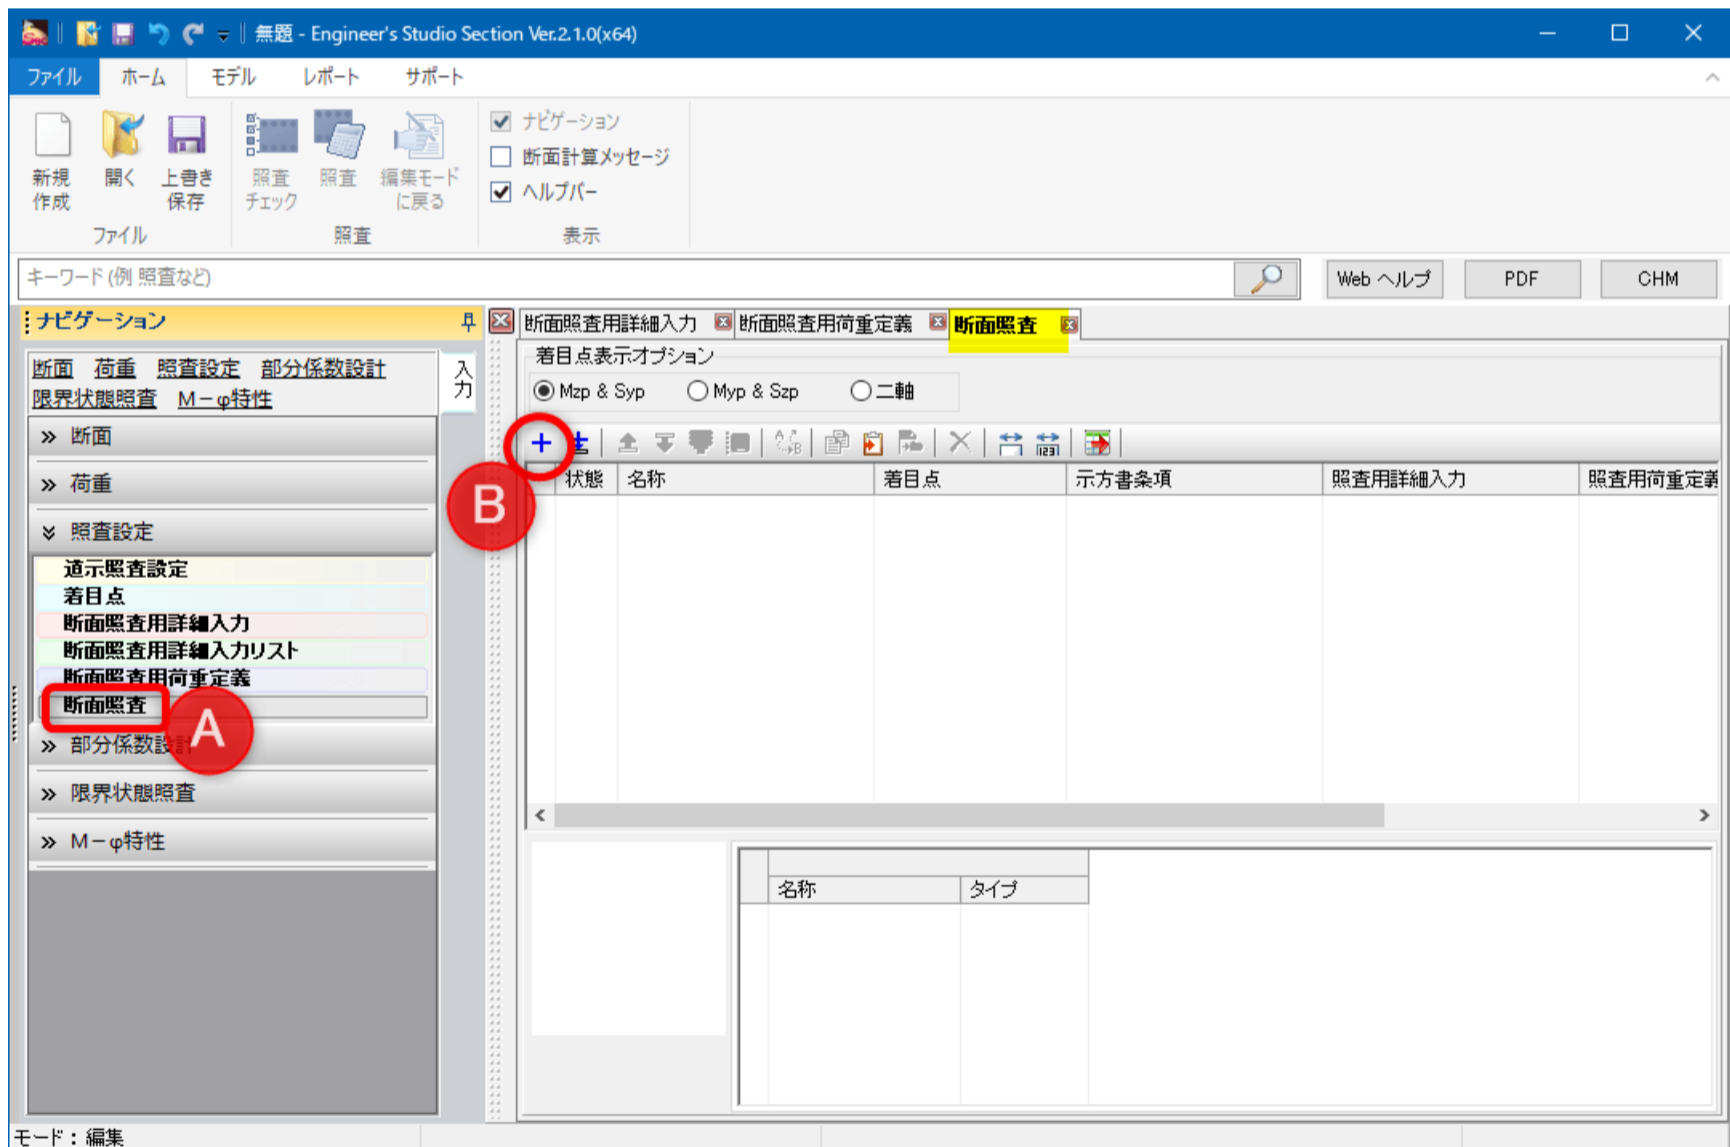 無題 - Engineer's Studio Section Ver.2.1.0(x64)
ファイル ホーム モデル レポート サポート
新規作成
開く
上書き保存
ファイル
照査チェック
照査
編集モードに戻る
照査
ナビゲーション
断面計算メッセージ
ヘルプバー
表示
キーワード (例 照査など)
Web ヘルプ PDF CHM
ナビゲーション
断面 荷重 照査設定 部分係数設計
限界状態照査 M－φ特性
入力
断面
荷重
照査設定
道示照査設定
着目点
断面照査用詳細入力
断面照査用詳細入力リスト
断面照査用荷重定義
断面照査
A
部分係数設計
限界状態照査
M－φ特性
断面照査用詳細入力 断面照査用荷重定義 断面照査
着目点表示オプション
Mzp & Syp Myp & Szp 二軸
B
状態 名称 着目点 示方書条項 照査用詳細入力 照査用荷重定義
名称 タイプ
モード：編集